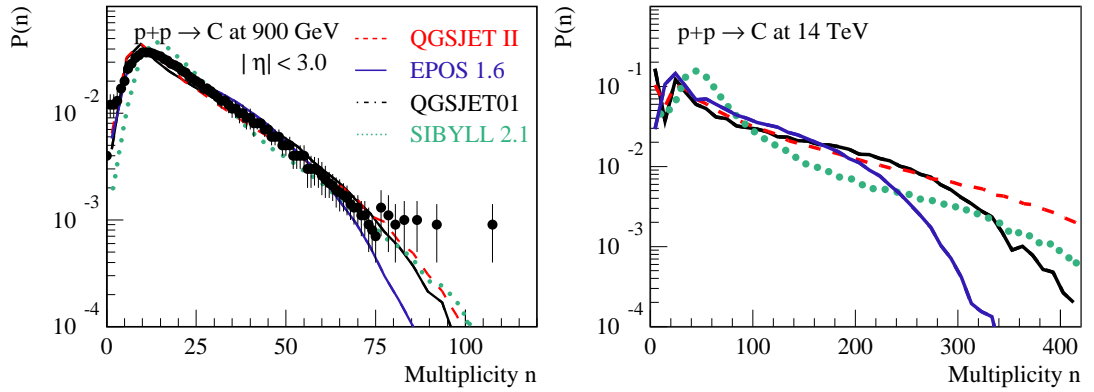 P(n)
p+p → C at 900 GeV
| η| < 3.0
QGSJET II
EPOS 1.6
QGSJET01
SIBYLL 2.1
10 -2
10 -3
10 -4
0 25 50 75 100
Multiplicity n
P(n)
p+p → C at 14 TeV
10 -1
10 -2
10 -3
10 -4
0 100 200 300 400
Multiplicity n